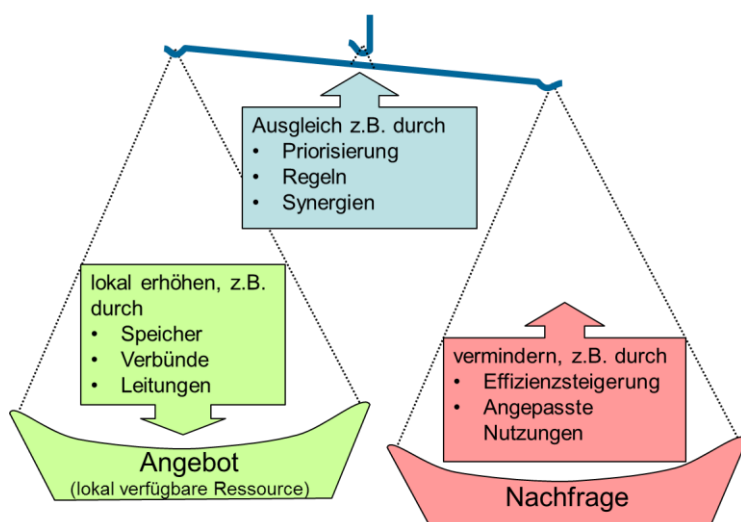 Ausgleich z.B. durch
• Priorisierung
• Regeln
• Synergien
lokal erhöhen, z.B.
durch
• Speicher
• Verbünde
• Leitungen
Angebot
(lokal verfügbare Ressource)
vermindern, z.B. durch
• Effizienzsteigerung
• Angepasste
Nutzungen
Nachfrage